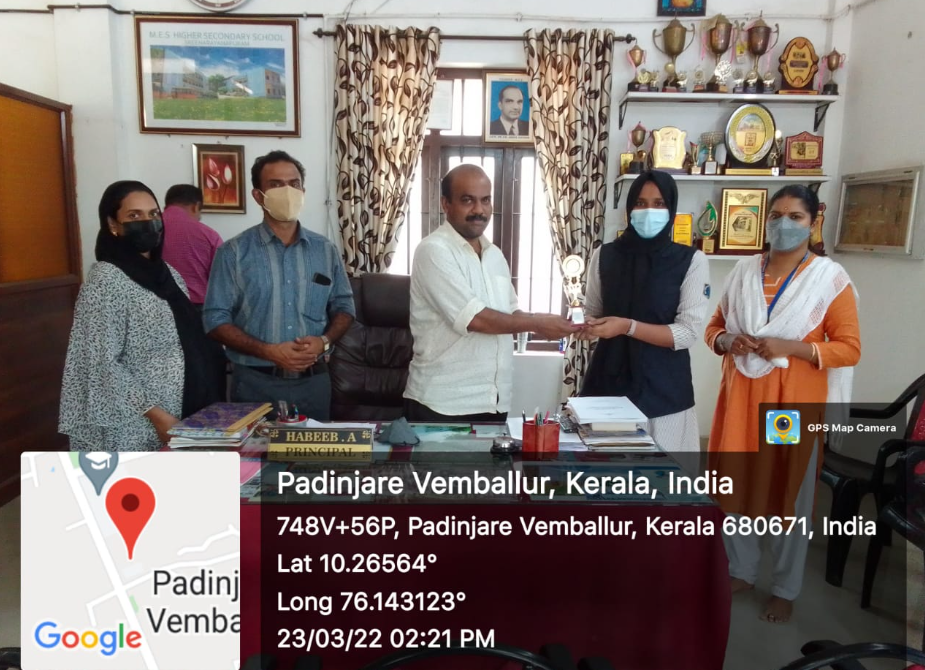 M.E.S HIGHER SECONDARY SCHOOL
HABEEB . A
PRINCIPAL
GPS Map Camera
Padinj
Vemba
Google
Padinjare Vemballur, Kerala, India
748V+56P, Padinjare Vemballur, Kerala 680671, India
Lat 10.26564°
Long 76.143123°
23/03/22 02:21 PM